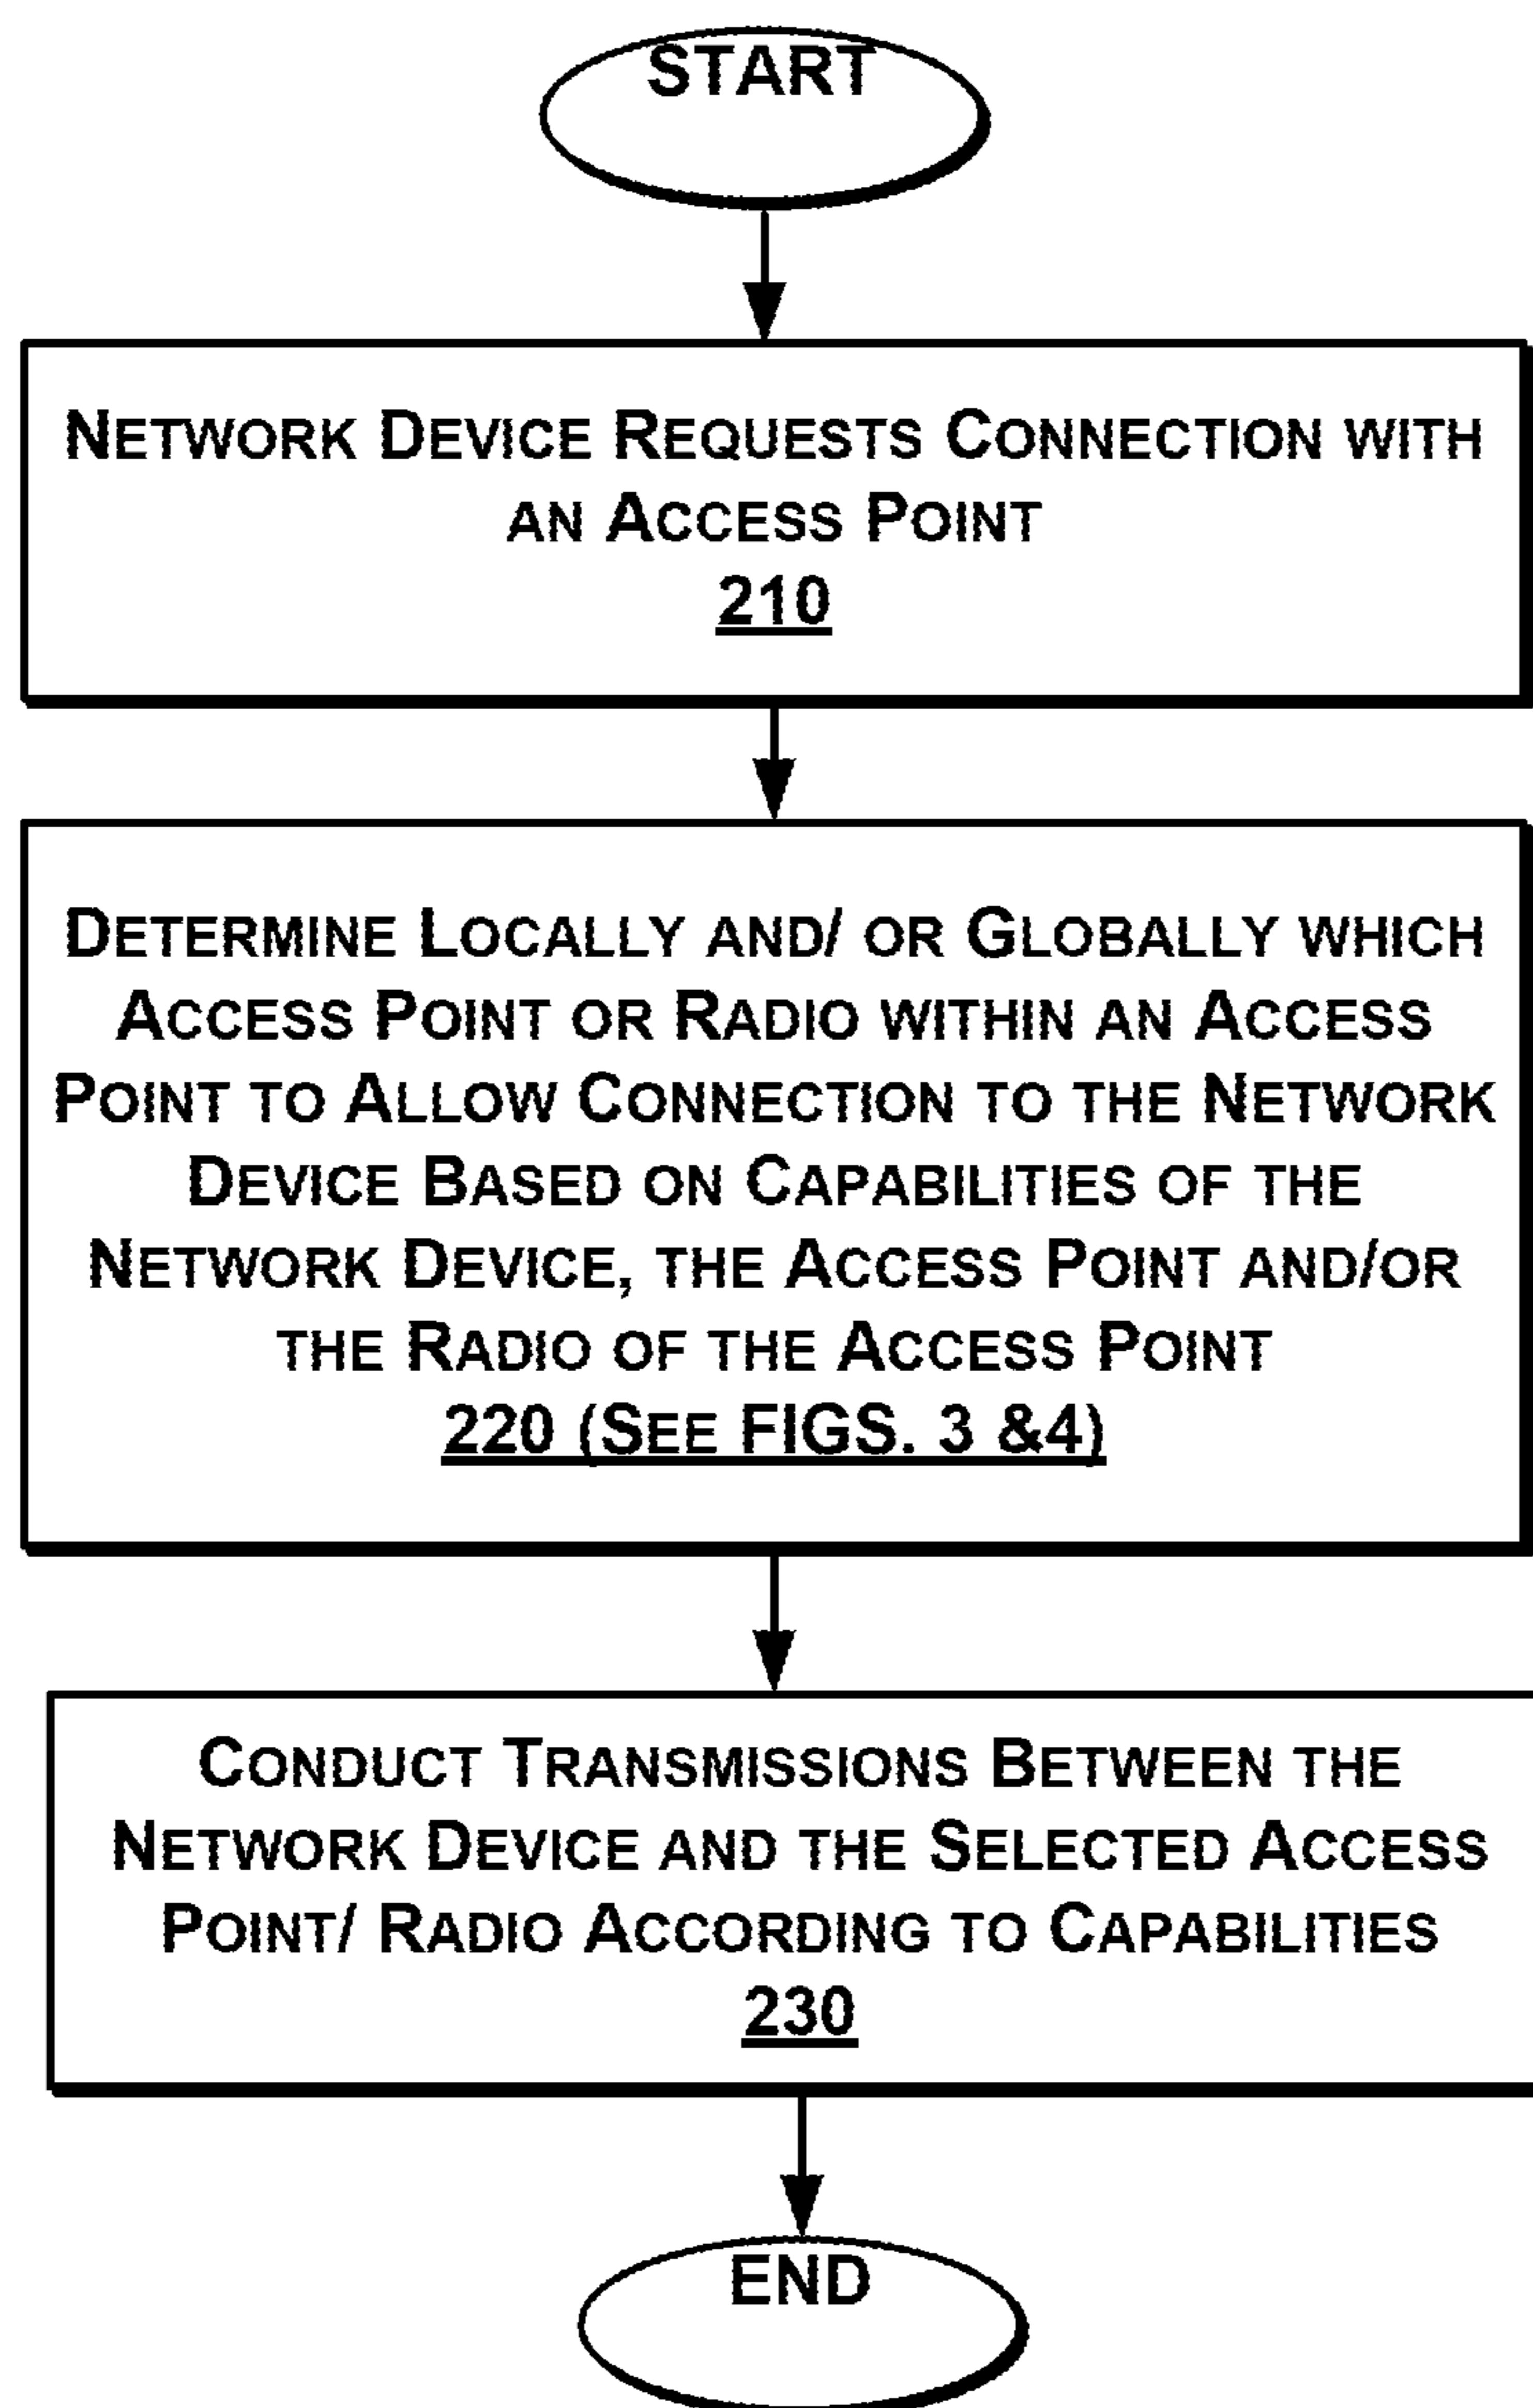 START
NETWORK DEVICE REQUESTS CONNECTION WITH
AN ACCESS POINT
210
DETERMINE LOCALLY AND/ OR GLOBALLY WHICH
ACCESS POINT OR RADIO WITHIN AN ACCESS
POINT TO ALLOW CONNECTION TO THE NETWORK
DEVICE BASED ON CAPABILITIES OF THE
NETWORK DEVICE, THE ACCESS POINT AND/OR
THE RADIO OF THE ACCESS POINT
220 (SEE FIGS. 3 &4)
CONDUCT TRANSMISSIONS BETWEEN THE
NETWORK DEVICE AND THE SELECTED ACCESS
POINT/ RADIO ACCORDING TO CAPABILITIES
230
END